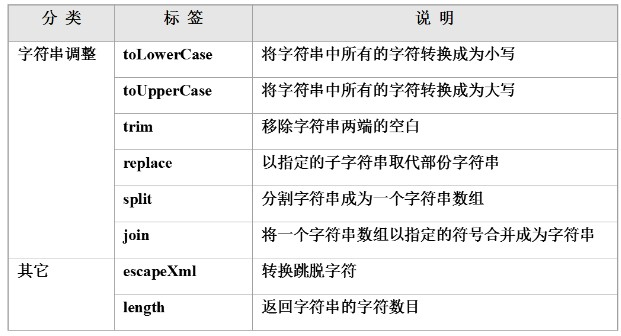 分 类 标 签 说 明
字符串调整 toLowerCase 将字符串中所有的字符转换成为小写
toUpperCase 将字符串中所有的字符转换成为大写
trim 移除字符串两端的空白
replace 以指定的子字符串取代部份字符串
split 分割字符串成为一个字符串数组
join 将一个字符串数组以指定的符号合并成为字符串
其它 escapeXml 转换跳脱字符
length 返回字符串的字符数目